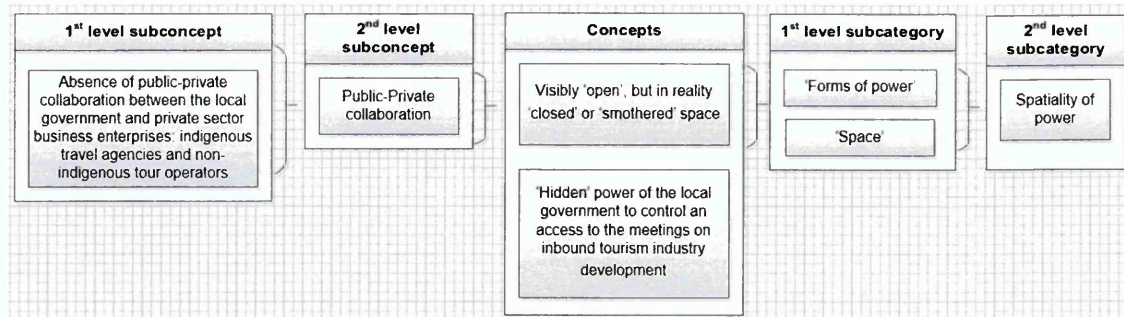 1st level subconcept
Absence of public-private
collaboration between the local
government and private sector
business enterprises: indigenous
travel agencies and non-
indigenous tour operators
2nd level
subconcept
Public-Private
collaboration
Concepts
Visibly 'open', but in reality
'closed' or 'smothered' space
'Hidden' power of the local
government to control an
access to the meetings on
inbound tourism industry
development
1st level subcategory
'Forms of power'
'Space'
2nd level
subcategory
Spatiality of
power